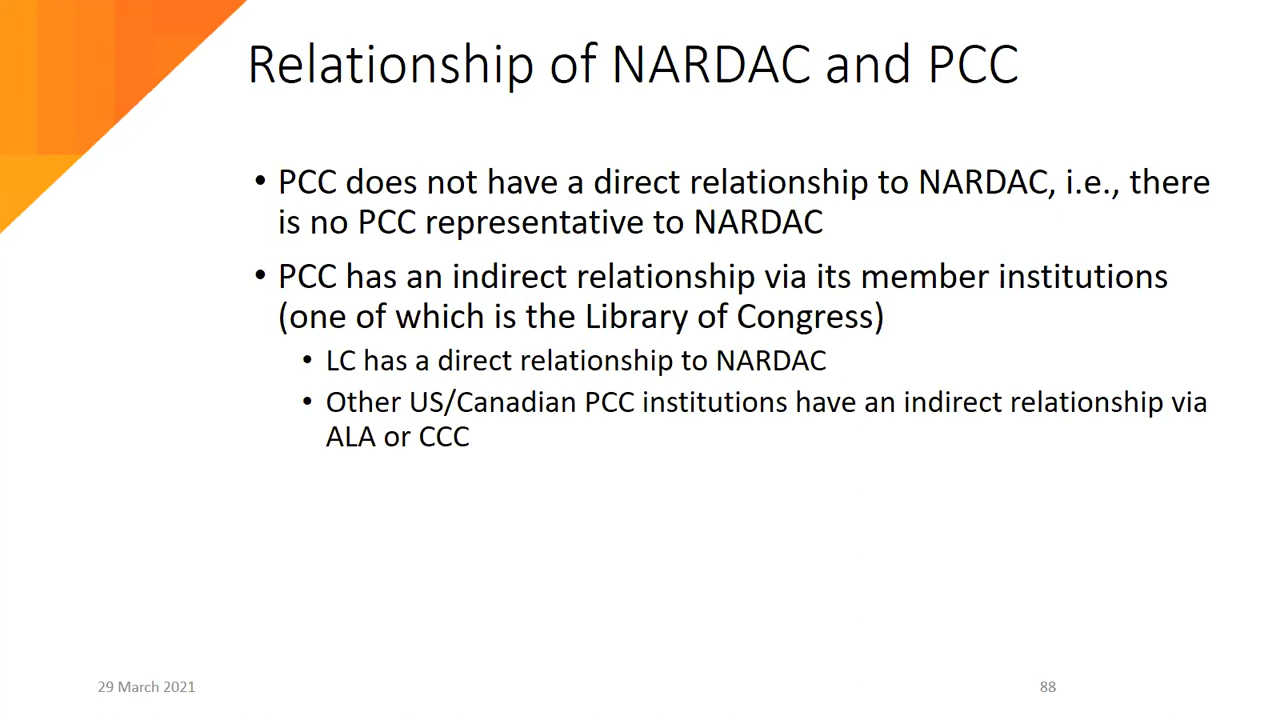 Relationship of NARDAC and PCC
• PCC does not have a direct relationship to NARDAC, i.e., there
is no PCC representative to NARDAC
• PCC has an indirect relationship via its member institutions
(one of which is the Library of Congress)
• LC has a direct relationship to NARDAC
• Other US/Canadian PCC institutions have an indirect relationship via
ALA or CCC
29 March 2021
88